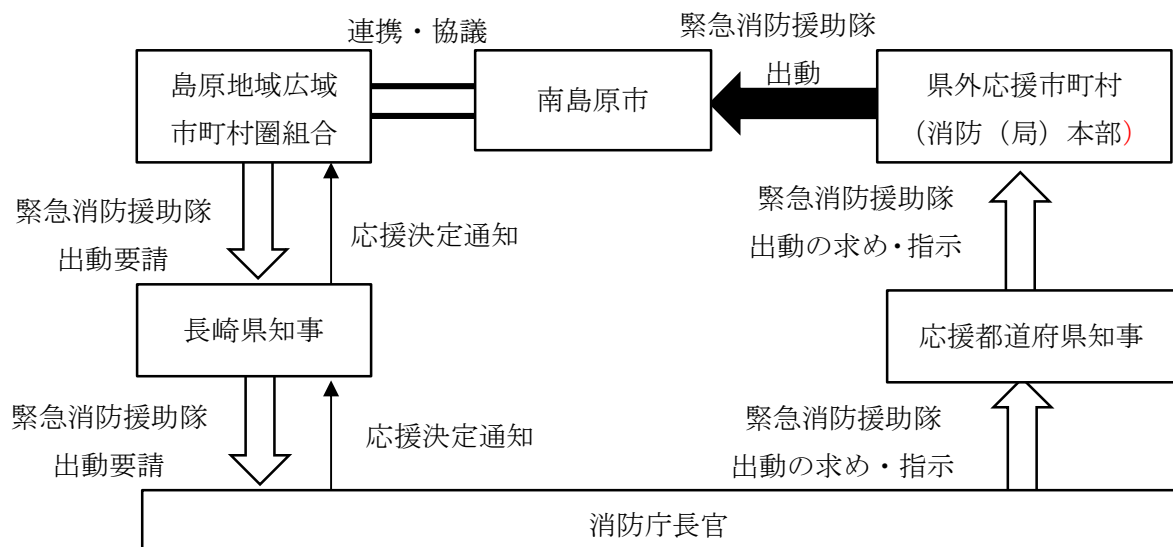 連携・協議
緊急消防援助隊
出動
島原地域広域
市町村圏組合
南島原市
県外応援市町村
（消防（局）本部）
緊急消防援助隊
出動要請
応援決定通知
緊急消防援助隊
出動の求め・指示
長崎県知事
応援都道府県知事
緊急消防援助隊
出動要請
応援決定通知
緊急消防援助隊
出動の求め・指示
消防庁長官